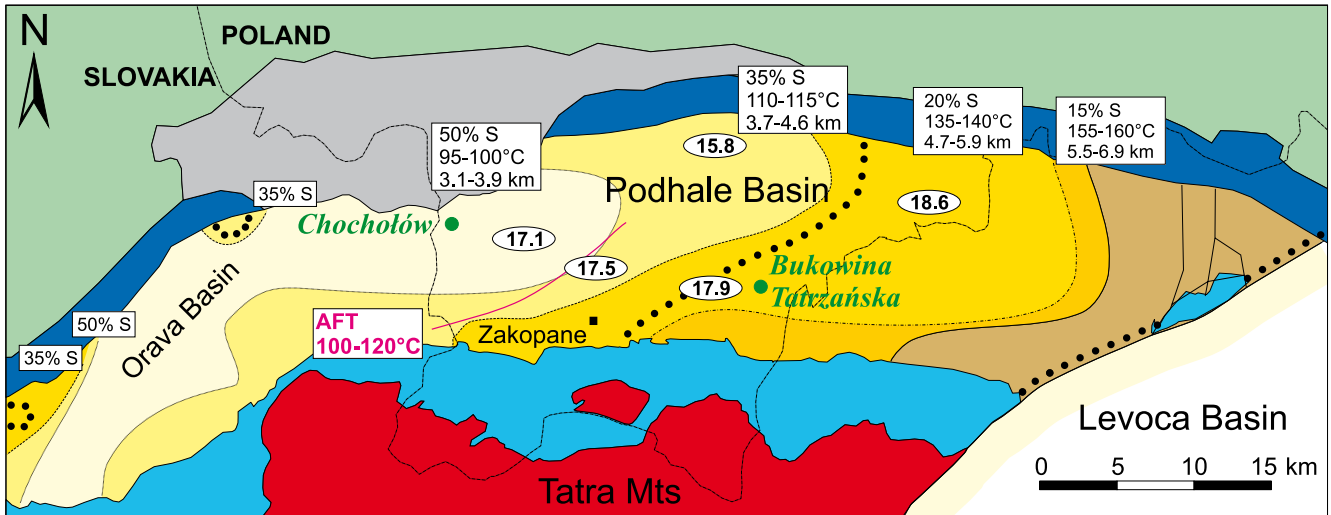 N
POLAND
SLOVAKIA
35% S
110-115°C
3.7-4.6 km
20% S
135-140°C
4.7-5.9 km
15% S
155-160°C
5.5-6.9 km
50% S
95-100°C
3.1-3.9 km
15.8
35% S
Podhale Basin
18.6
Chochołów
17.1
17.5
Bukowina
Tatrzańska
17.9
Orava Basin
AFT
100-120°C
Zakopane
50% S
35% S
Levoca Basin
Tatra Mts
0 5 10 15 km